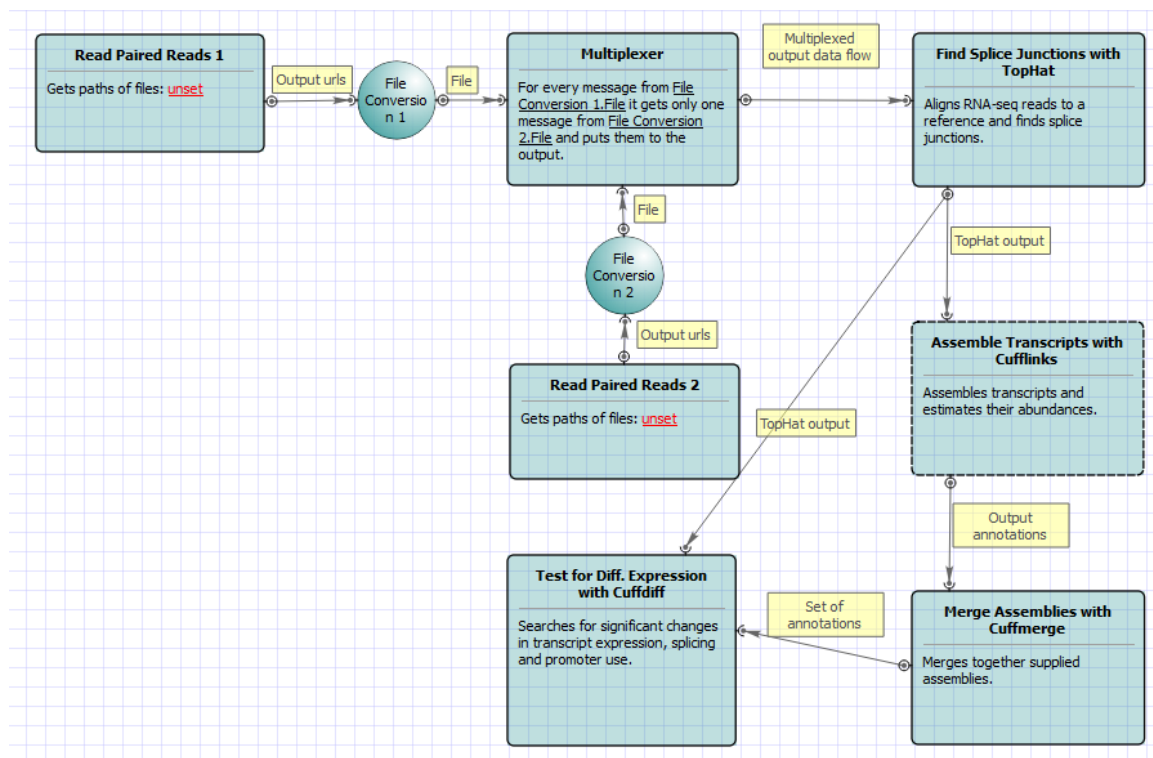 Read Paired Reads 1
Gets paths of files: unset
Output urls
File
Conversio
n 1
File
Multiplexer
For every message from File
Conversion 1.File it gets only one
message from File Conversion
2.File and puts them to the
output.
Multiplexed
output data flow
Find Splice Junctions with
TopHat
Aligns RNA-seq reads to a
reference and finds splice
junctions.
File
TopHat output
File
Conversio
n 2
Output urls
Assemble Transcripts with
Cufflinks
Assembles transcripts and
estimates their abundances.
Read Paired Reads 2
Gets paths of files: unset
TopHat output
Output
annotations
Test for Diff. Expression
with Cuffdiff
Searches for significant changes
in transcript expression, splicing
and promoter use.
Set of
annotations
Merge Assemblies with
Cuffmerge
Merges together supplied
assemblies.